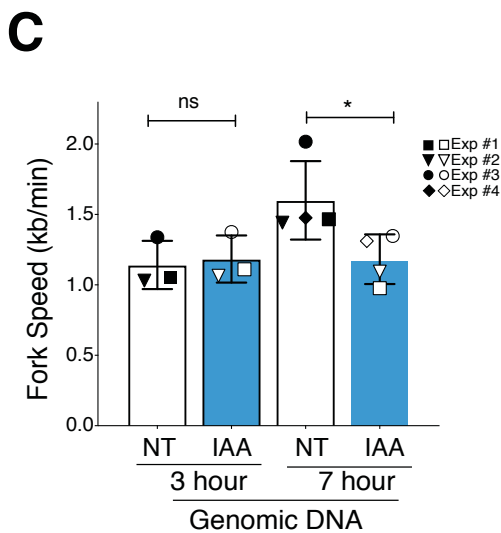 C
ns
*
2.0
1.5
1.0
0.5
0.0
Fork Speed (kb/min)
Exp #1
Exp #2
Exp #3
Exp #4
NT IAA NT IAA
3 hour 7 hour
Genomic DNA